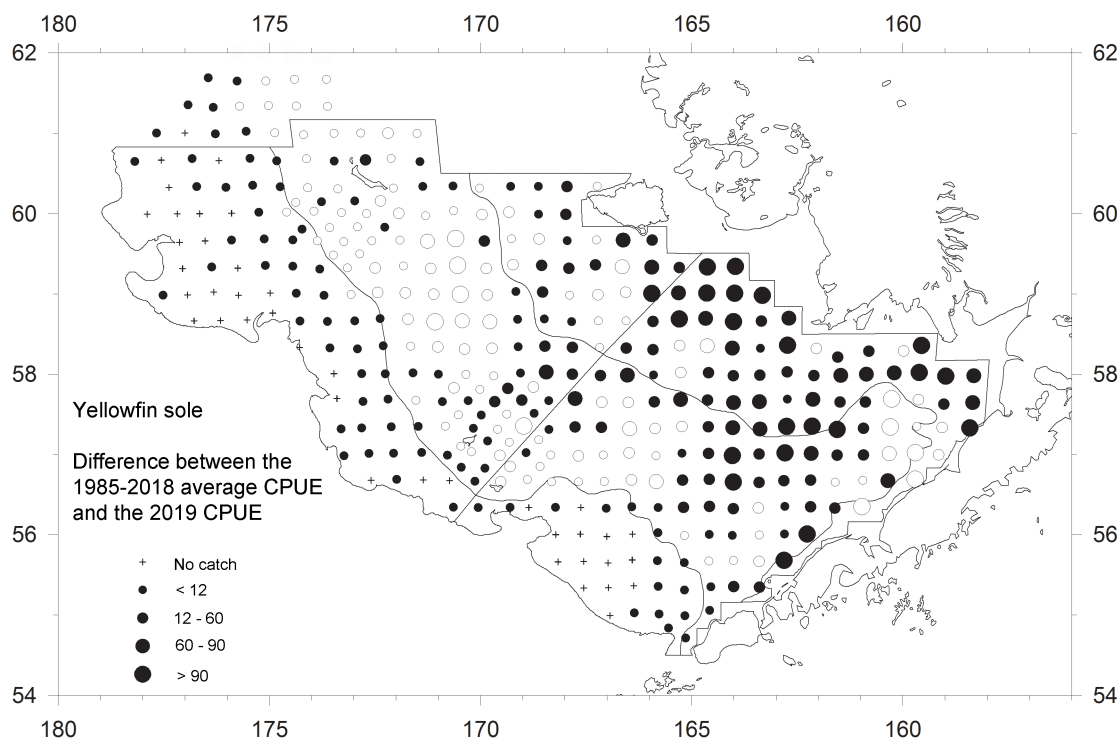 180 175 170 165 160
62 62
60 60
58 58
Yellowfin sole
Difference between the
1985-2018 average CPUE
and the 2019 CPUE
56 56
No catch
< 12
12 - 60
60 - 90
> 90
54 54
180 175 170 165 160